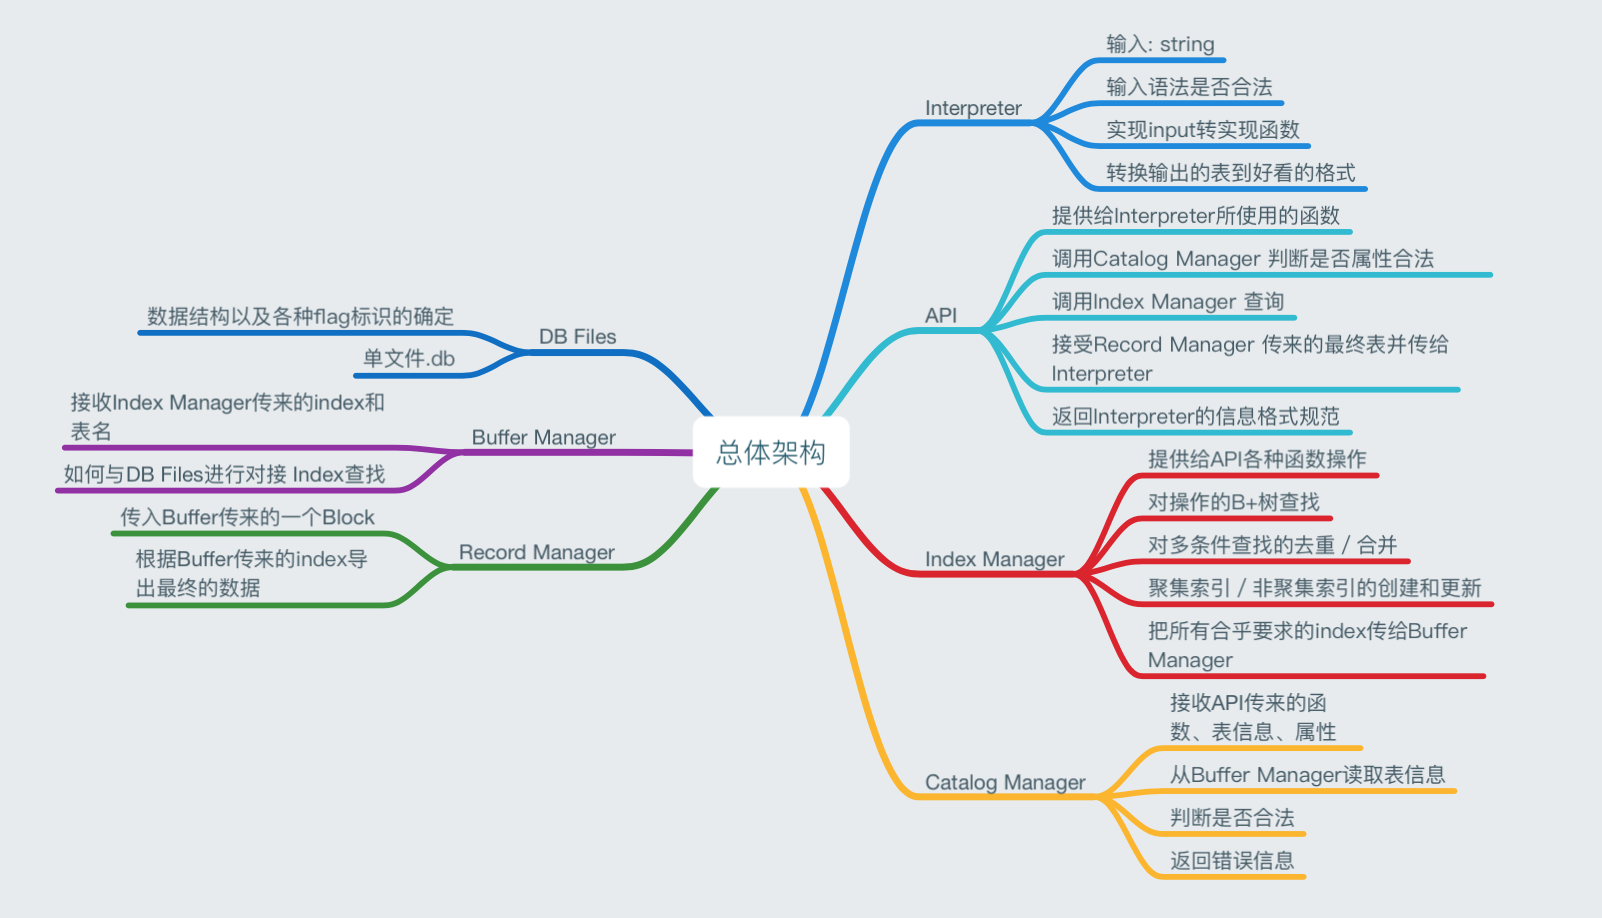 总体架构
Interpreter
输入: string
输入语法是否合法
实现input转实现函数
转换输出的表到好看的格式
API
提供给Interpreter所使用的函数
调用Catalog Manager 判断是否属性合法
调用Index Manager 查询
接受Record Manager 传来的最终表并传给
Interpreter
返回Interpreter的信息格式规范
Index Manager
提供给API各种函数操作
对操作的B+树查找
对多条件查找的去重 / 合并
聚集索引 / 非聚集索引的创建和更新
把所有合乎要求的index传给Buffer
Manager
Catalog Manager
接收API传来的函
数、表信息、属性
从Buffer Manager读取表信息
判断是否合法
返回错误信息
DB Files
数据结构以及各种flag标识的确定
单文件.db
Buffer Manager
接收Index Manager传来的index和
表名
如何与DB Files进行对接 Index查找
Record Manager
传入Buffer传来的一个Block
根据Buffer传来的index导
出最终的数据